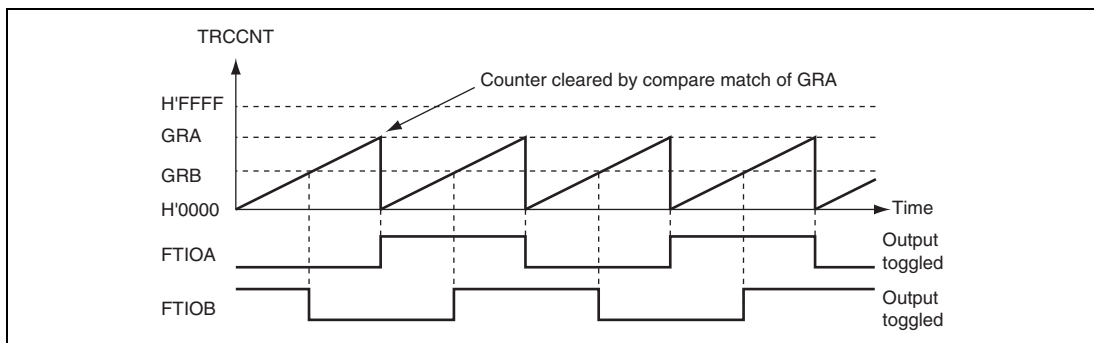 TRCCNT
Counter cleared by compare match of GRA
H'FFFF
GRA
GRB
H'0000
Time
FTIOA
Output
toggled
FTIOB
Output
toggled